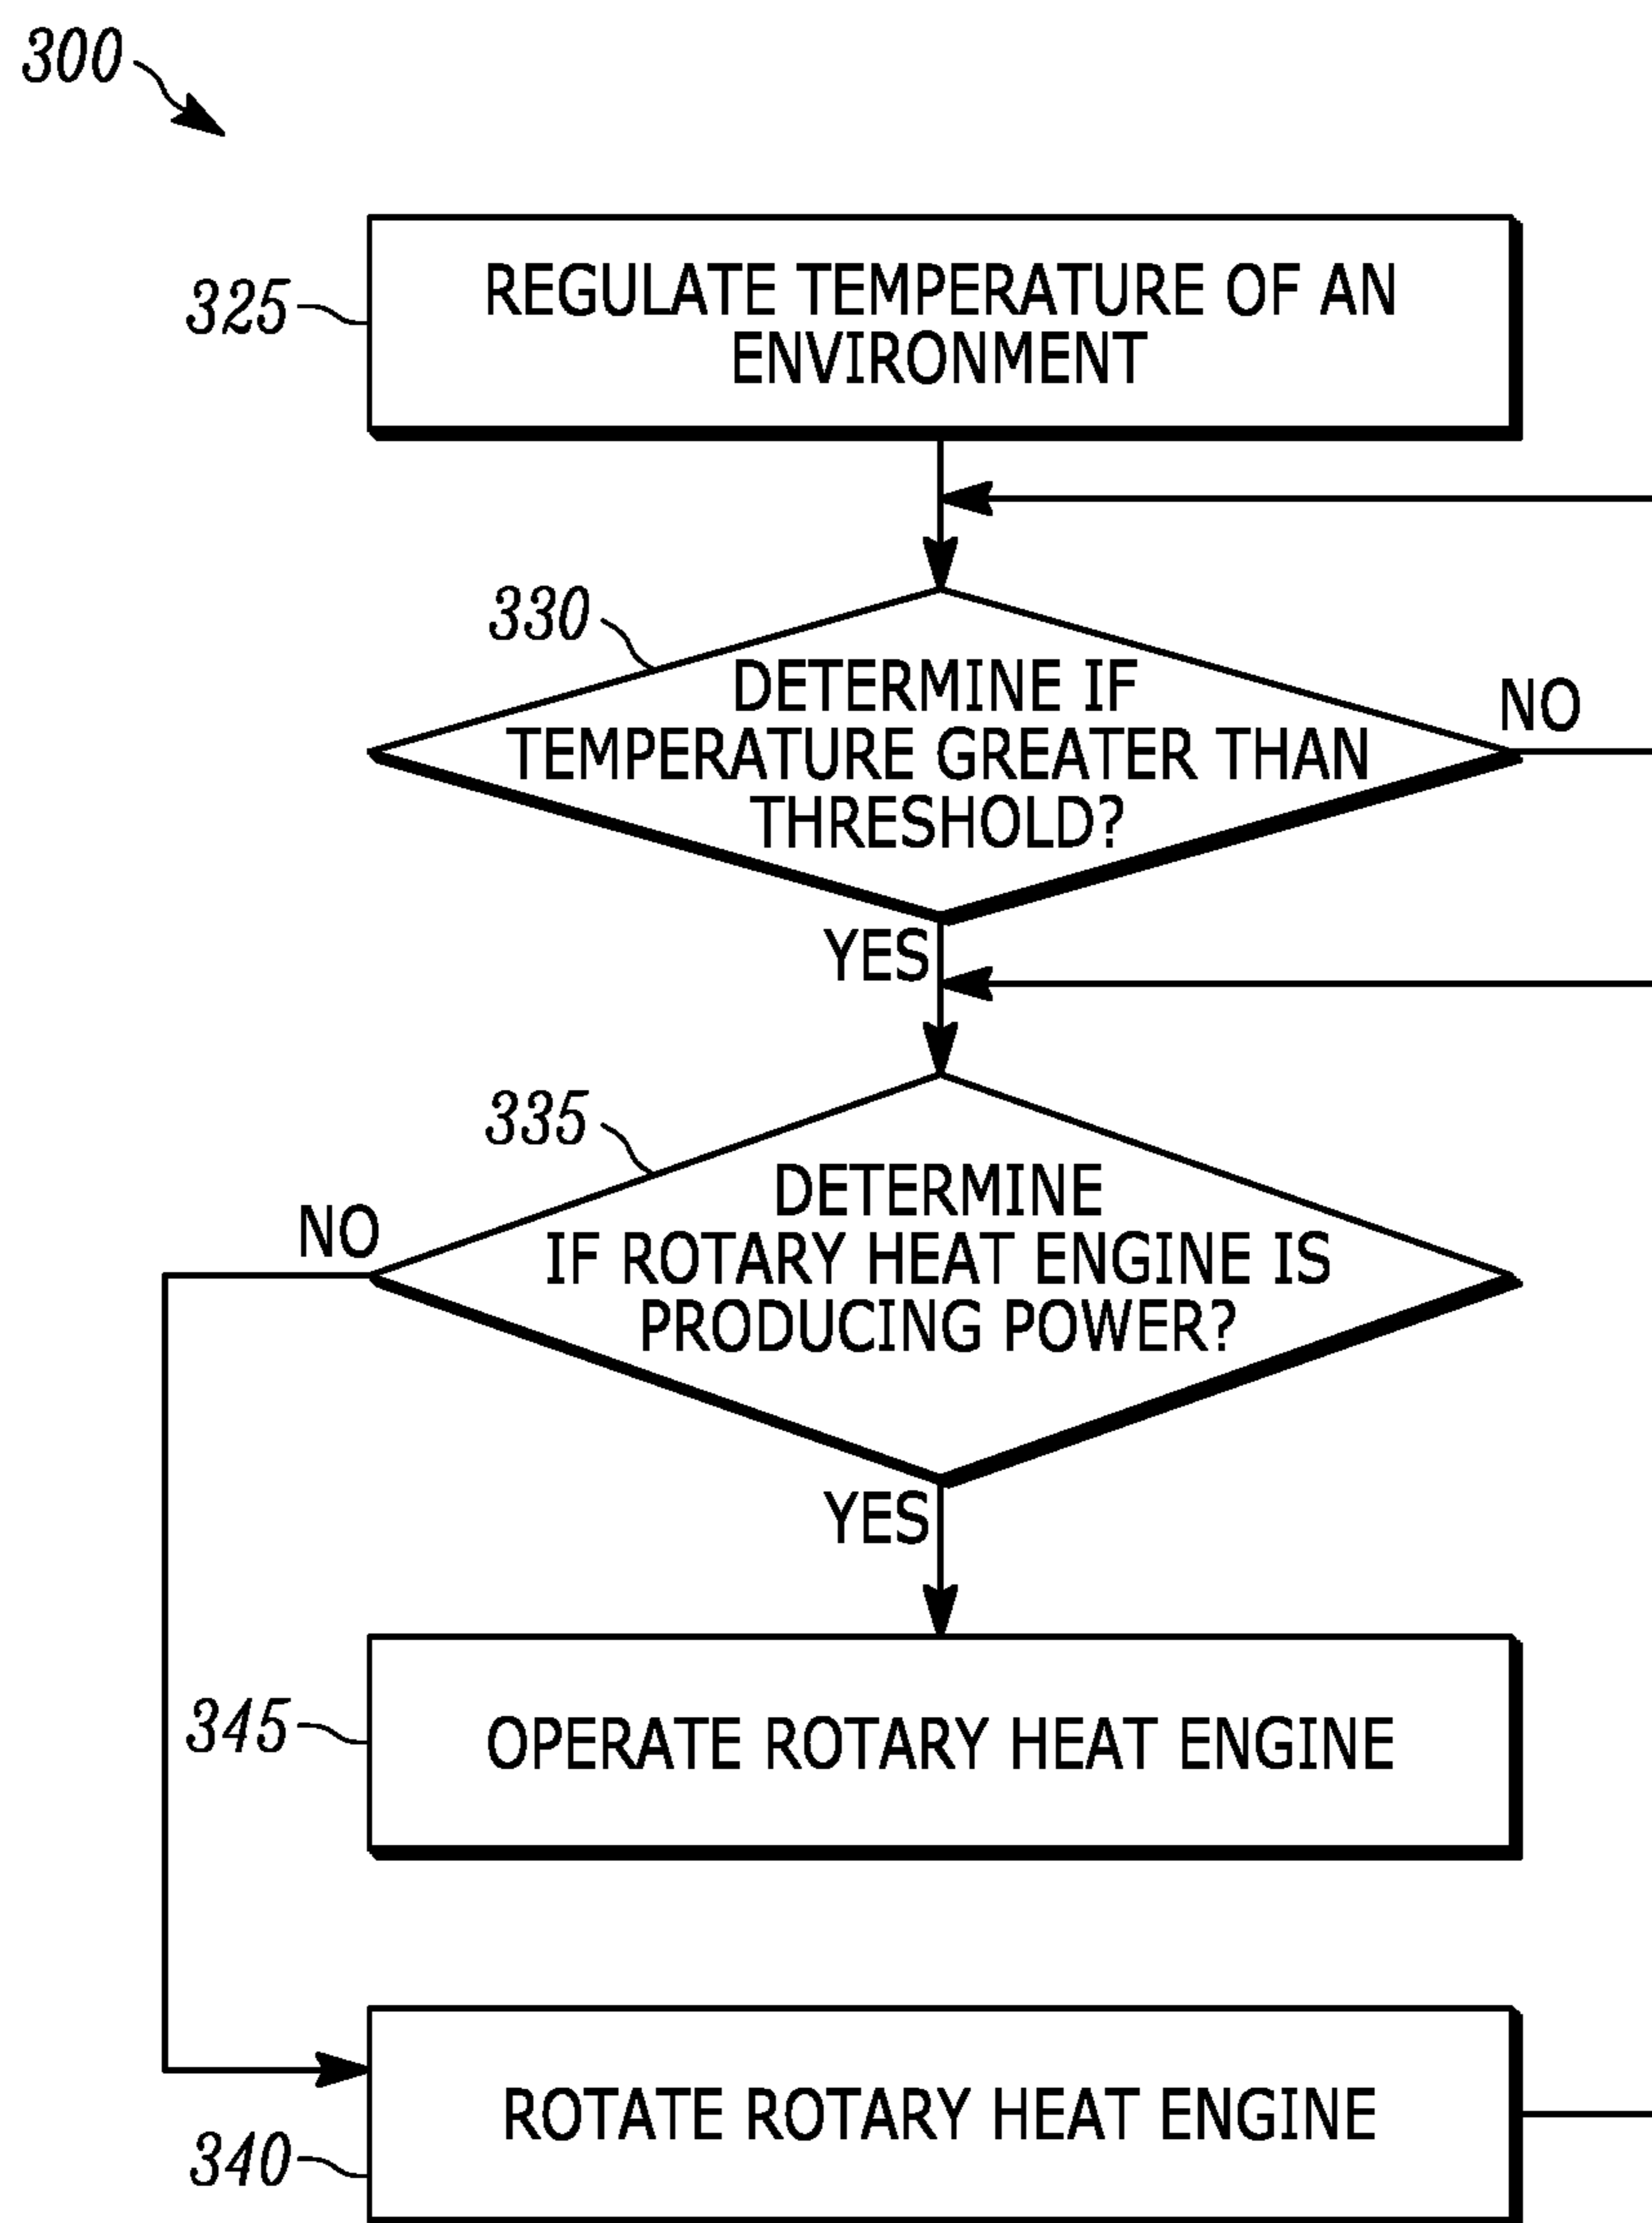 300
325
REGULATE TEMPERATURE OF AN
ENVIRONMENT
330
DETERMINE IF
TEMPERATURE GREATER THAN
THRESHOLD?
NO
YES
335
DETERMINE
IF ROTARY HEAT ENGINE IS
PRODUCING POWER?
NO
YES
345
OPERATE ROTARY HEAT ENGINE
ROTATE ROTARY HEAT ENGINE
340